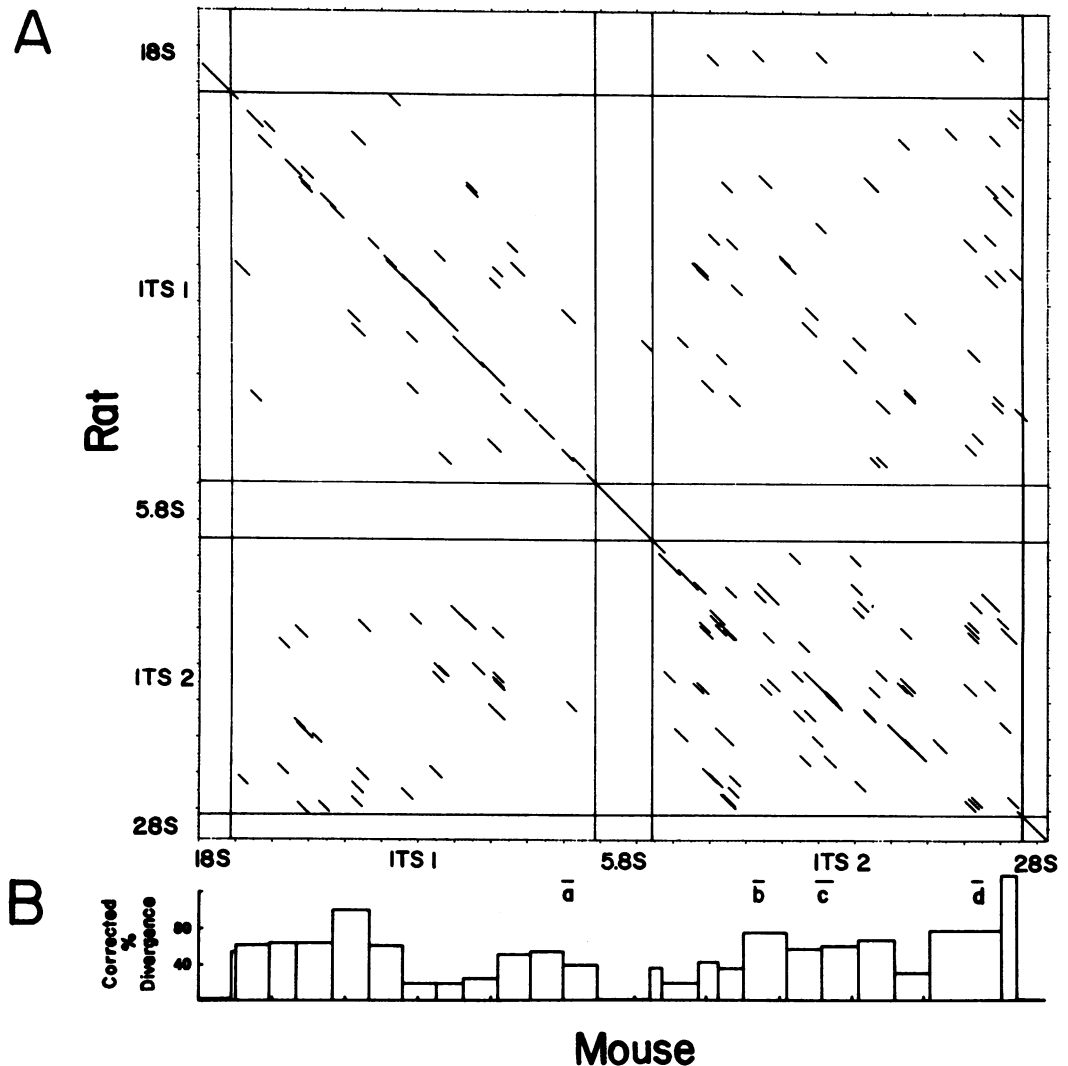 A
18S
ITS 1
Rat
5.8S
ITS 2
28S
18S ITS 1 5.8S ITS 2 28S
B
Corrected
%
Divergence
80
40
a b c d
Mouse